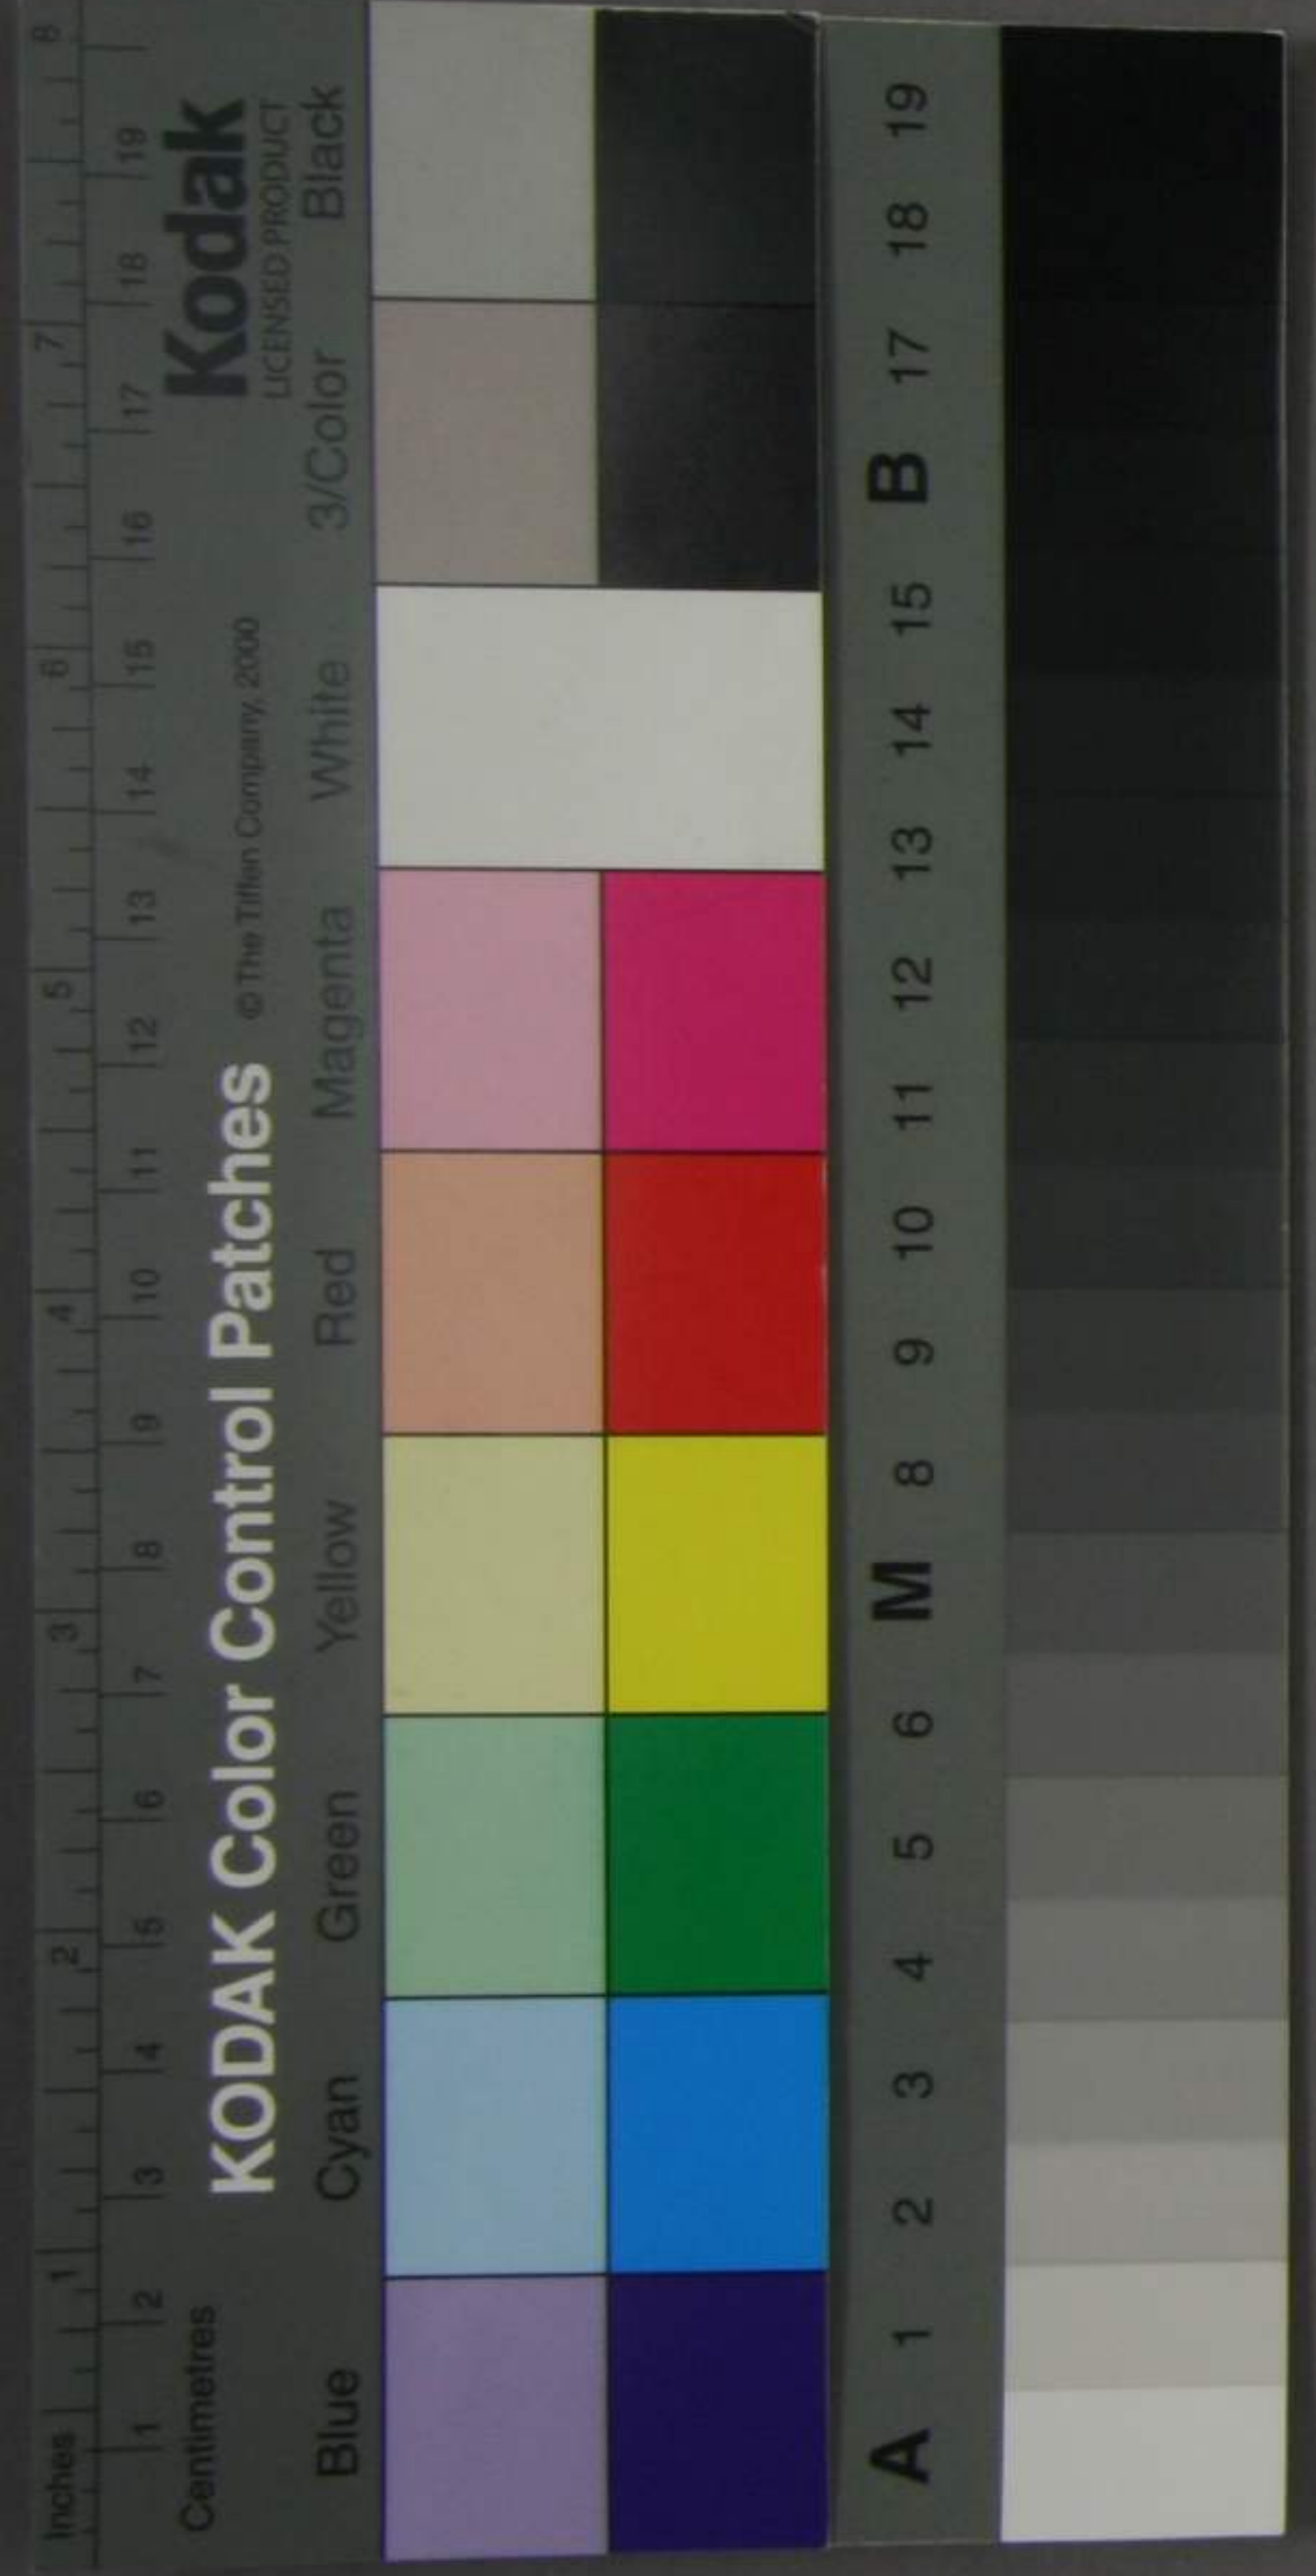 Inches 1 2 3 4 5 6 7 8
1 2 3 4 5 6 7 8 9 10 11 12 13 14 15 16 17 18 19
Centimetres
KODAK Color Control Patches © The Tiffen Company, 2000 Kodak
LICENSED PRODUCT
Blue Cyan Green Yellow Red Magenta White 3/Color Black
A 1 2 3 4 5 6 M 8 9 10 11 12 13 14 15 B 17 18 19